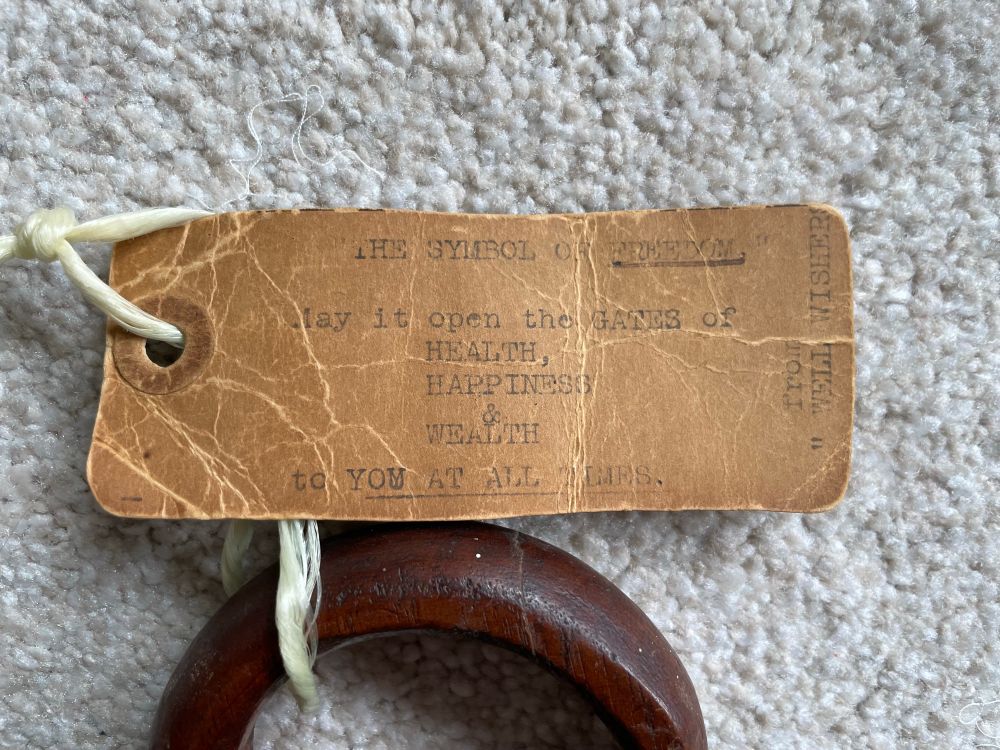 "THE SYMBOL OF FREEDOM."
May it open the GATES of
HEALTH,
HAPPINESS
&
WEALTH
to YOU AT ALL TIMES.
from
" WELL WISHER